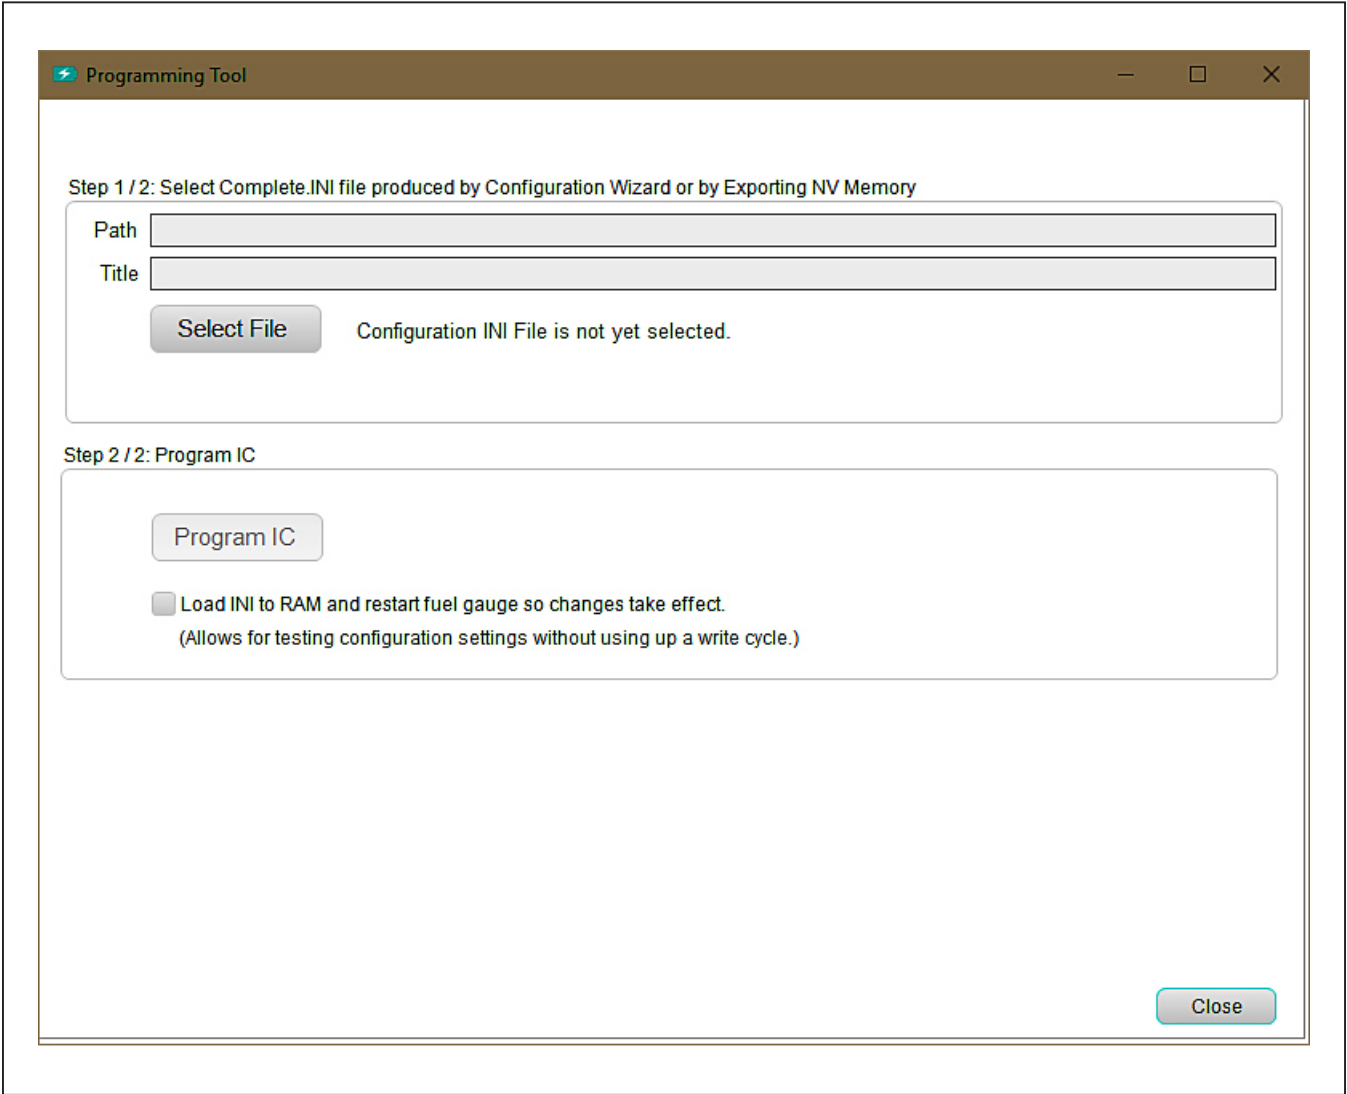 Programming Tool
Step 1 / 2: Select Complete.INI file produced by Configuration Wizard or by Exporting NV Memory
Path
Title
Select File
Configuration INI File is not yet selected.
Step 2 / 2: Program IC
Program IC
Load INI to RAM and restart fuel gauge so changes take effect.
(Allows for testing configuration settings without using up a write cycle.)
Close